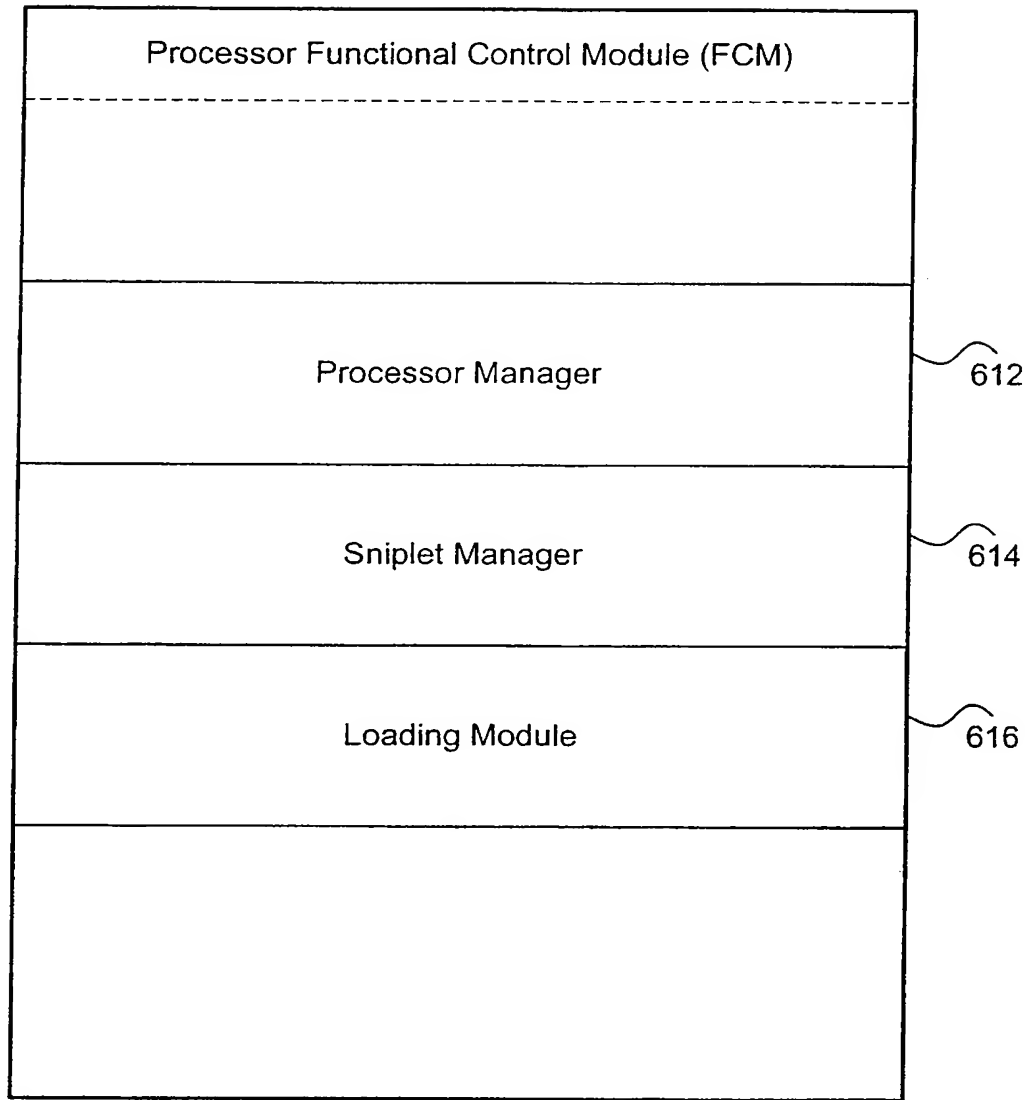 Processor Functional Control Module (FCM)
Processor Manager
612
Sniplet Manager
614
Loading Module
616